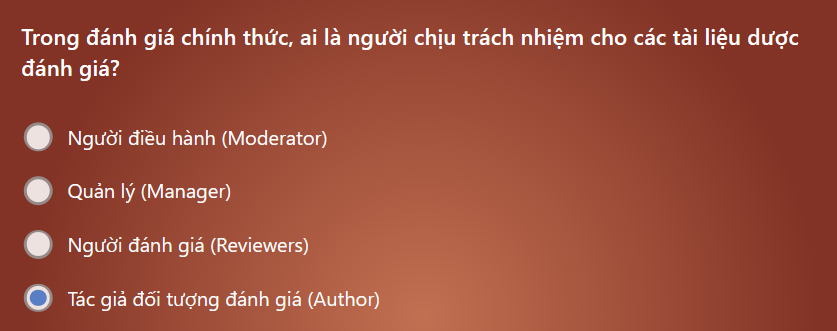 Trong đánh giá chính thức, ai là người chịu trách nhiệm cho các tài liệu dược
đánh giá?
Người điều hành (Moderator)
Quản lý (Manager)
Người đánh giá (Reviewers)
Tác giả đối tượng đánh giá (Author)